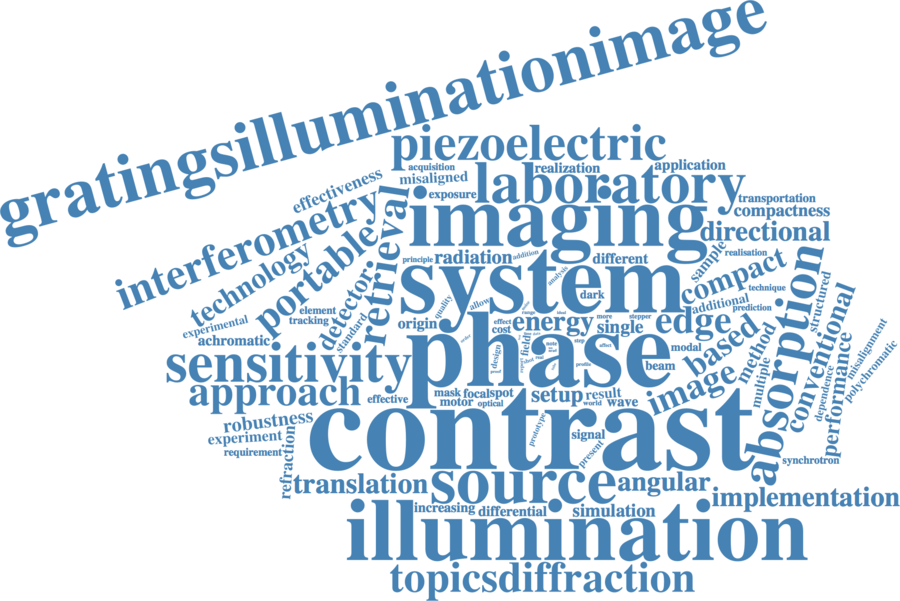 gratingsilluminationimage
piezoelectric
acquisition
realization
application
misaligned
effectiveness
exposure
laboratory
transportation
compactness
interferometry
imaging
directional
retrieval
portable
technology
principle
radiation
addition
different
sample
realisation
system
analysis
dark
compact
technique
structured
detector
element
tracking
standard
quality
allow
additional
prediction
experimental
achromatic
origin
effect
cost
energy
single
more
stepper
edge
absorption
conventional
sensitivity
phase
field
design
note
step
effect
modal
based
method
misalignment
beam
approach
effective
mask
focalspot
motor
optical
setup
result
world
wave
image
multiple
dependence
performance
polychromatic
robustness
experiment
requirement
contrast
prototype
signal
present
synchrotron
refraction
translation
source
angular
implementation
increasing
differential
simulation
illumination
topicsdiffraction